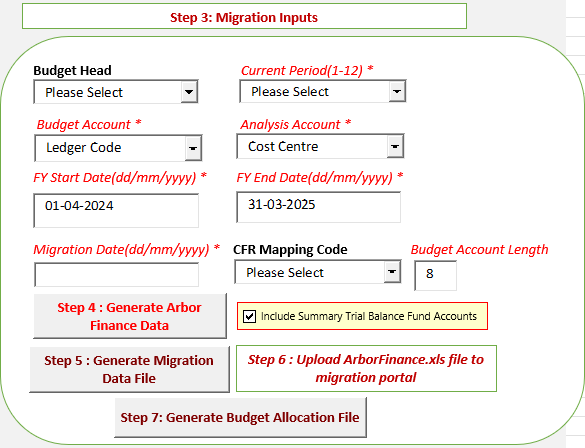 Step 3: Migration Inputs
Budget Head
Current Period(1-12) *
Please Select
Please Select
Budget Account *
Analysis Account *
Ledger Code
Cost Centre
FY Start Date(dd/mm/yyyy) *
FY End Date(dd/mm/yyyy) *
01-04-2024
31-03-2025
Migration Date(dd/mm/yyyy) *
CFR Mapping Code
Budget Account Length
Please Select
8
Step 4 : Generate Arbor
Finance Data
Include Summary Trial Balance Fund Accounts
Step 5 : Generate Migration
Data File
Step 6 : Upload ArborFinance.xls file to
migration portal
Step 7: Generate Budget Allocation File